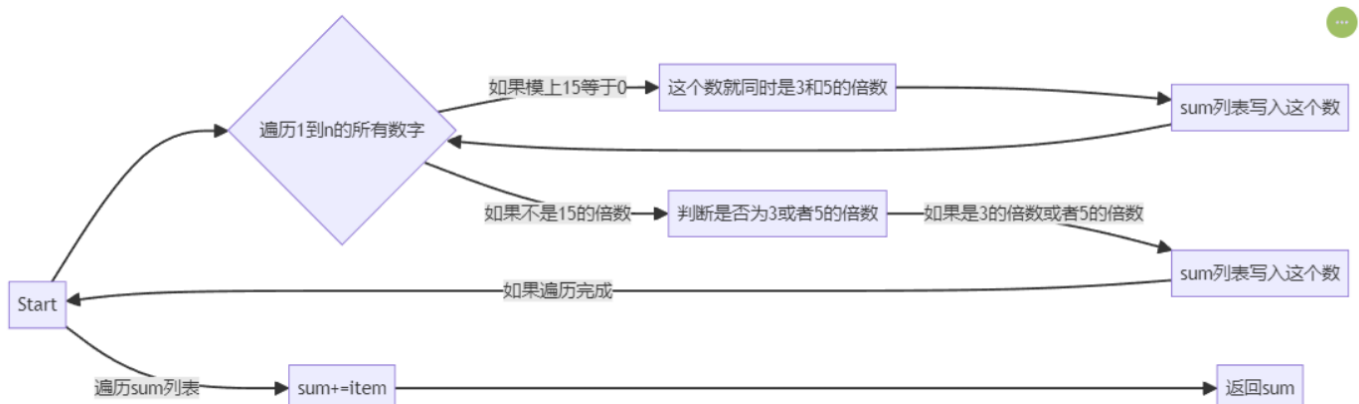 如果模上15等于0
这个数就同时是3和5的倍数
sum列表写入这个数
遍历1到n的所有数字
如果不是15的倍数
判断是否为3或者5的倍数
如果是3的倍数或者5的倍数
sum列表写入这个数
如果遍历完成
Start
遍历sum列表
sum+=item
返回sum